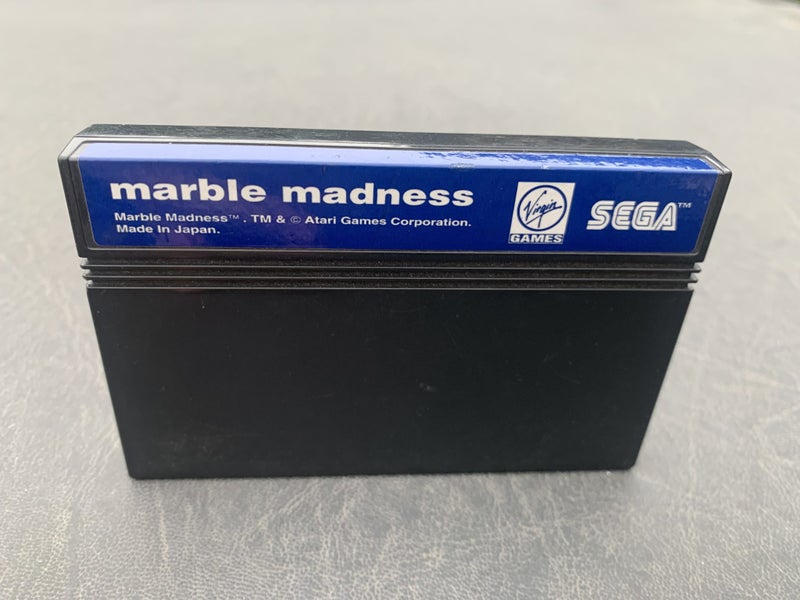 marble madness
Marble Madness™. TM & © Atari Games Corporation.
Made In Japan.
Virgin
GAMES
SEGA™